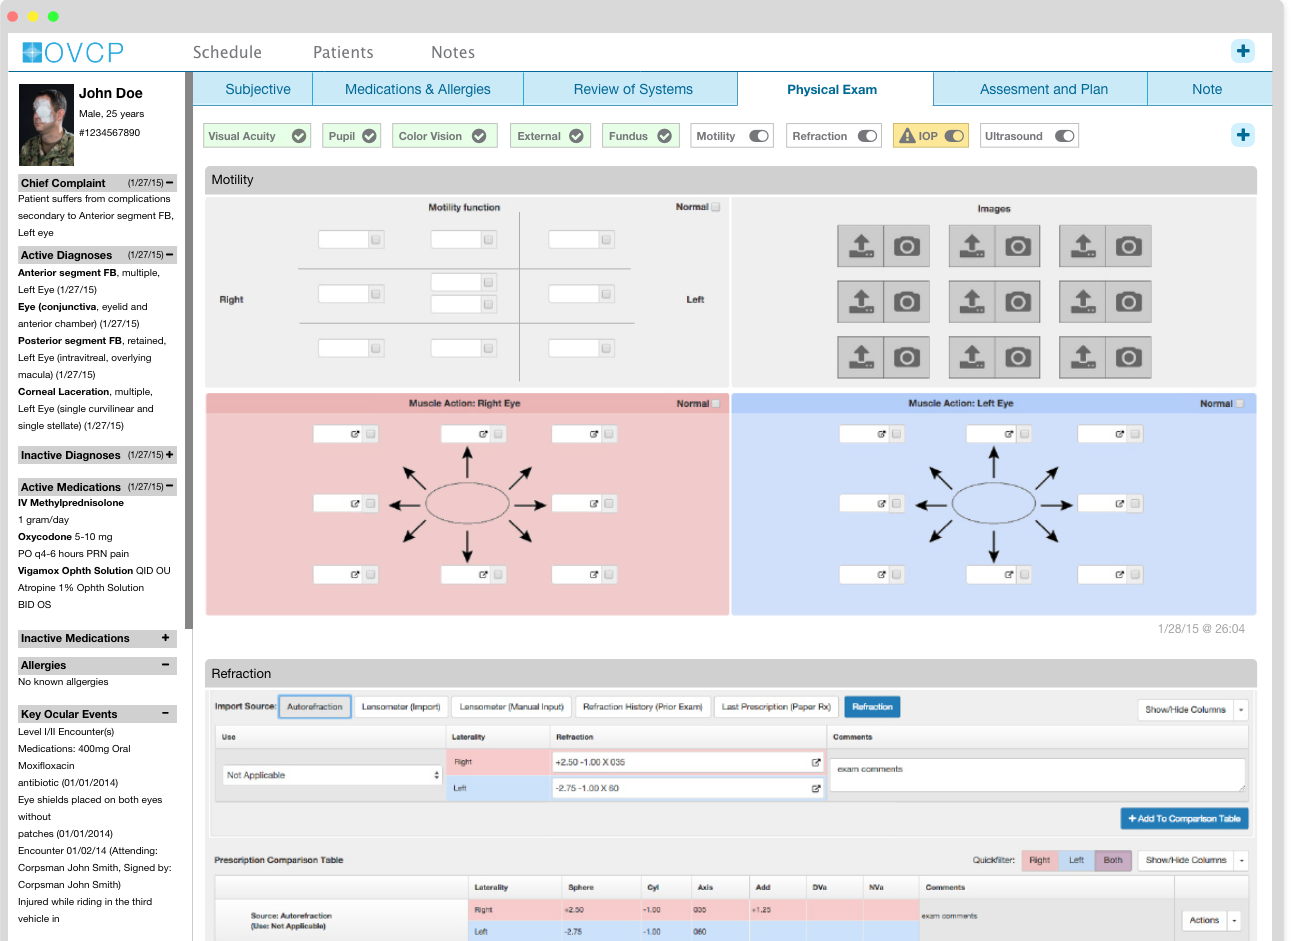 OVCP
Schedule Patients Notes
John Doe
Male, 25 years
#1234567890
Chief Complaint (1/27/15)
Patient suffers from complications
secondary to Anterior segment FB,
Left eye
Active Diagnoses (1/27/15)
Anterior segment FB, multiple,
Left Eye (1/27/15)
Eye (conjunctiva, eyelid and
anterior chamber) (1/27/15)
Posterior segment FB, retained,
Left Eye (intravitreal, overlying
macula) (1/27/15)
Corneal Laceration, multiple,
Left Eye (single curvilinear and
single stellate) (1/27/15)
Inactive Diagnoses (1/27/15)
Active Medications (1/27/15)
IV Methylprednisolone
1 gram/day
Oxycodone 5-10 mg
PO q4-6 hours PRN pain
Vigamox Ophth Solution QID OU
Atropine 1% Ophth Solution
BID OS
Inactive Medications
Allergies
No known allgergies
Key Ocular Events
Level I/II Encounter(s)
Medications: 400mg Oral
Moxifloxacin
antibiotic (01/01/2014)
Eye shields placed on both eyes
without
patches (01/01/2014)
Encounter 01/02/14 (Attending:
Corpsman John Smith, Signed by:
Corpsman John Smith)
Injured while riding in the third
vehicle in
Subjective Medications & Allergies Review of Systems Physical Exam Assesment and Plan Note
Visual Acuity Pupil Color Vision External Fundus Motility Refraction IOP Ultrasound
Motility
Motility function Normal
Right Left
Images
Muscle Action: Right Eye Normal
Muscle Action: Left Eye Normal
1/28/15 @ 26:04
Refraction
Import Source: Autorefraction Lensometer (Import) Lensometer (Manual Input) Refraction History (Prior Exam) Last Prescription (Paper Rx) Refraction Show/Hide Columns
Use Laterality Refraction Comments
Not Applicable
Right +2.50 -1.00 X 035
Left -2.75 -1.00 X 60
exam comments
Add To Comparison Table
Prescription Comparison Table Quickfilter: Right Left Both Show/Hide Columns
Laterality Sphere Cyl Axis Add DVa NVa Comments
Source: Autorefraction
(Use: Not Applicable)
Right +2.50 -1.00 035 +1.25
Left -2.75 -1.00 060
exam comments
Actions